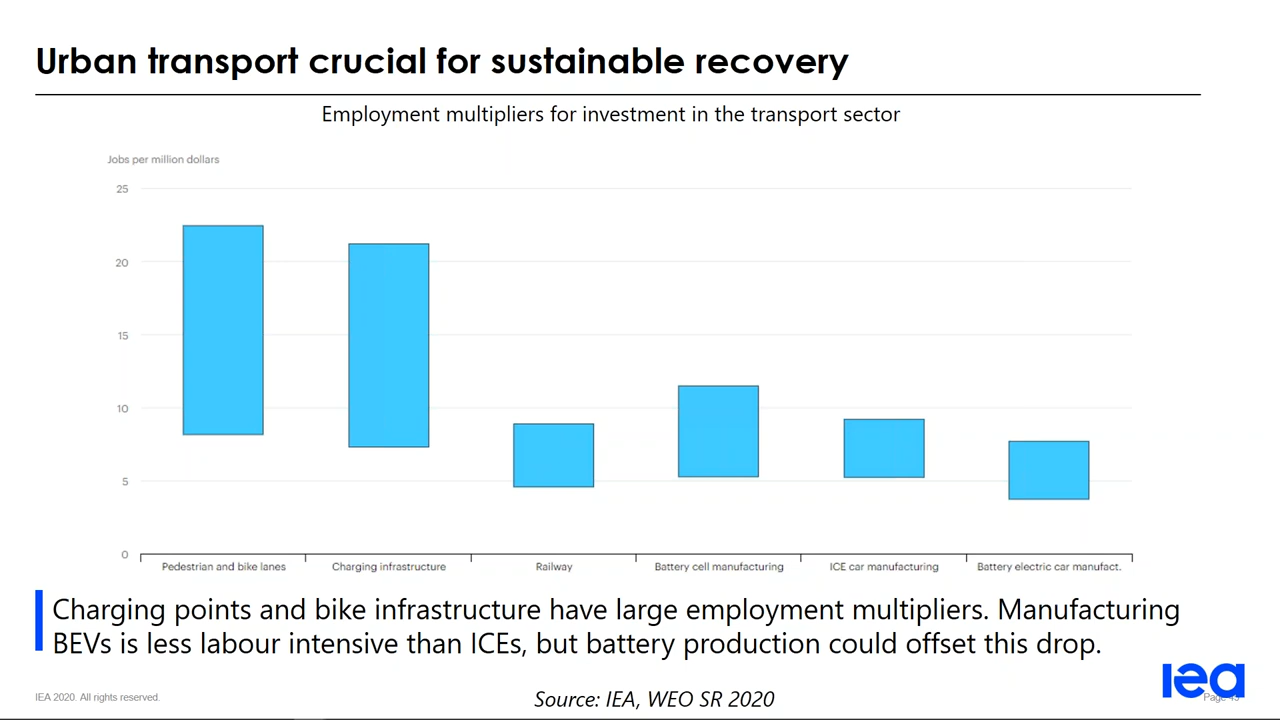 Urban transport crucial for sustainable recovery
Employment multipliers for investment in the transport sector
Jobs per million dollars
25
20
15
10
5
0
Pedestrian and bike lanes
Charging infrastructure
Railway
Battery cell manufacturing
ICE car manufacturing
Battery electric car manufact.
Charging points and bike infrastructure have large employment multipliers. Manufacturing
BEVs is less labour intensive than ICEs, but battery production could offset this drop.
IEA 2020. All rights reserved.
Source: IEA, WEO SR 2020
iea
Page